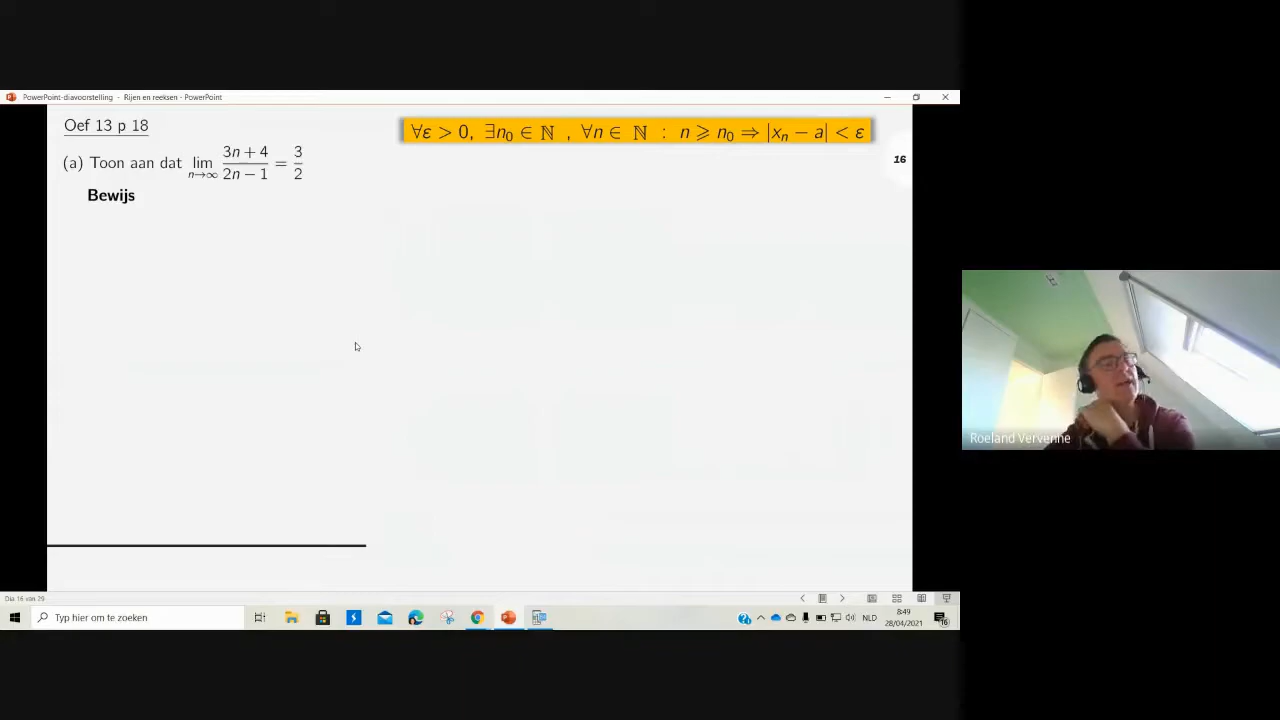 PowerPoint-diavoorstelling - Rijen en reeksen - PowerPoint
Oef 13 p 18
∀ε > 0, ∃n₀ ∈ ℕ , ∀n ∈ ℕ : n ⩾ n₀ ⇒ |xₙ − a| < ε
16
(a) Toon aan dat lim n→∞ (3n + 4)/(2n − 1) = 3/2
Bewijs
Roeland Vervenne
Dia 16 van 29
Typ hier om te zoeken
NLD
8:49
28/04/2021